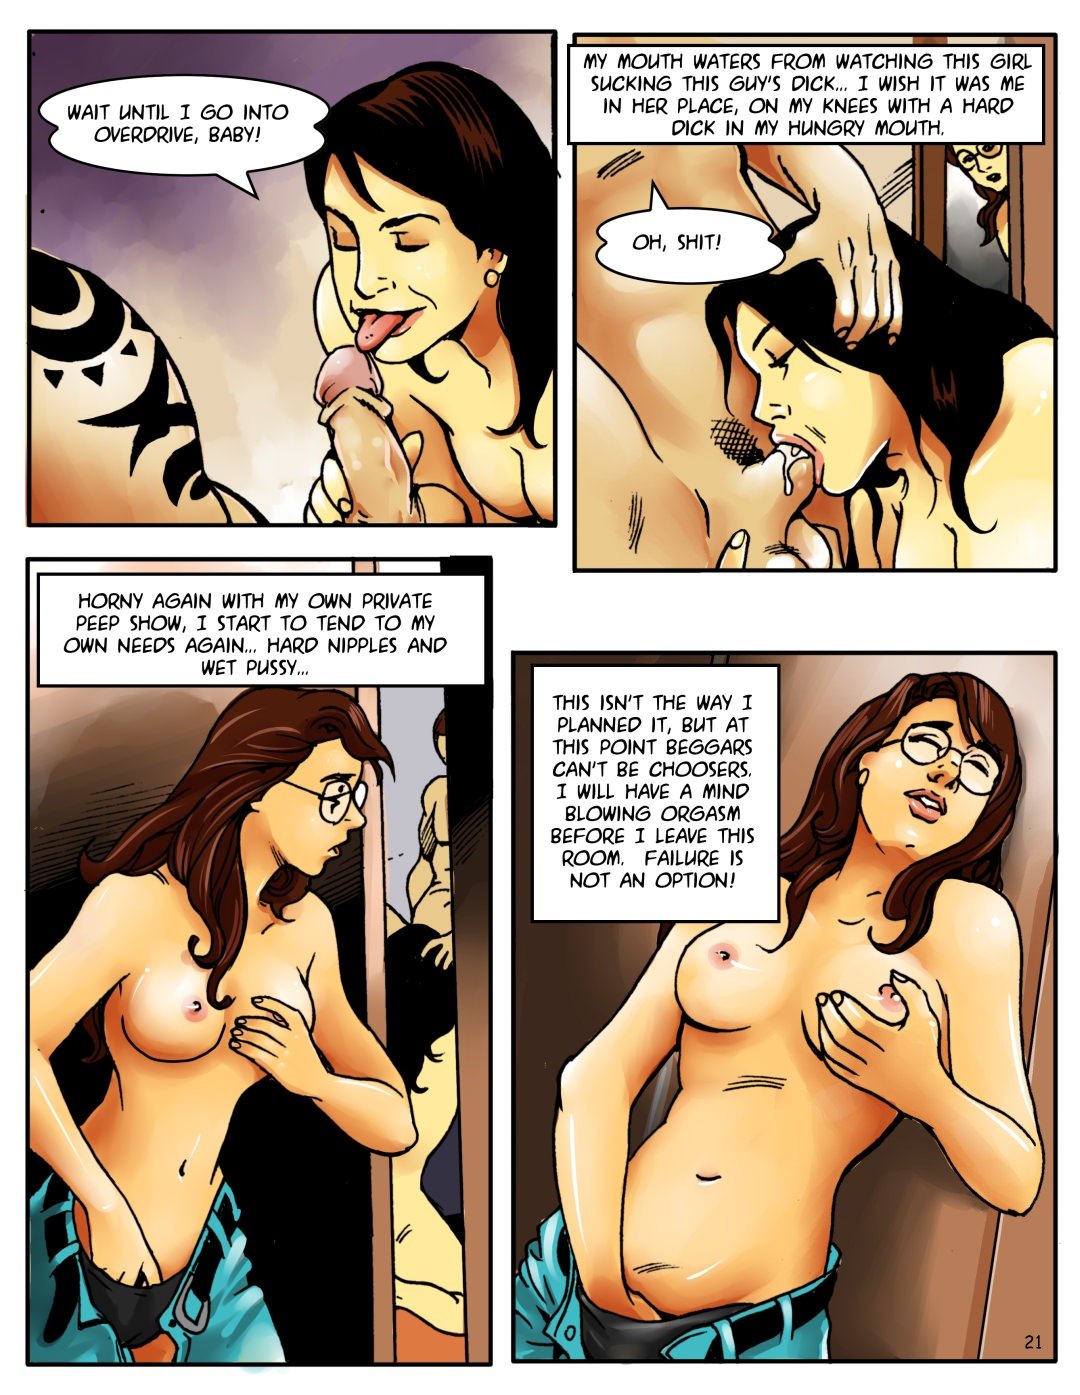 WAIT UNTIL I GO INTO
OVERDRIVE, BABY!
MY MOUTH WATERS FROM WATCHING THIS GIRL
SUCKING THIS GUY'S DICK... I WISH IT WAS ME
IN HER PLACE, ON MY KNEES WITH A HARD
DICK IN MY HUNGRY MOUTH.
OH, SHIT!
HORNY AGAIN WITH MY OWN PRIVATE
PEEP SHOW, I START TO TEND TO MY
OWN NEEDS AGAIN... HARD NIPPLES AND
WET PUSSY...
THIS ISN'T THE WAY I
PLANNED IT, BUT AT
THIS POINT BEGGARS
CAN'T BE CHOOSERS.
I WILL HAVE A MIND
BLOWING ORGASM
BEFORE I LEAVE THIS
ROOM. FAILURE IS
NOT AN OPTION!
21